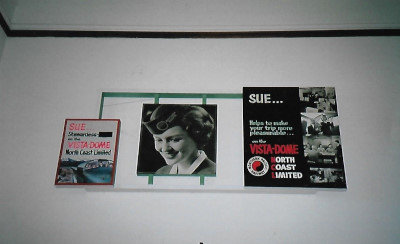 SUE
Stewardess
on the
VISTA-DOME
North Coast Limited
SUE...
Helps to make
your trip more
pleasureable...
on the
VISTA-DOME
NORTH
COAST
LIMITED